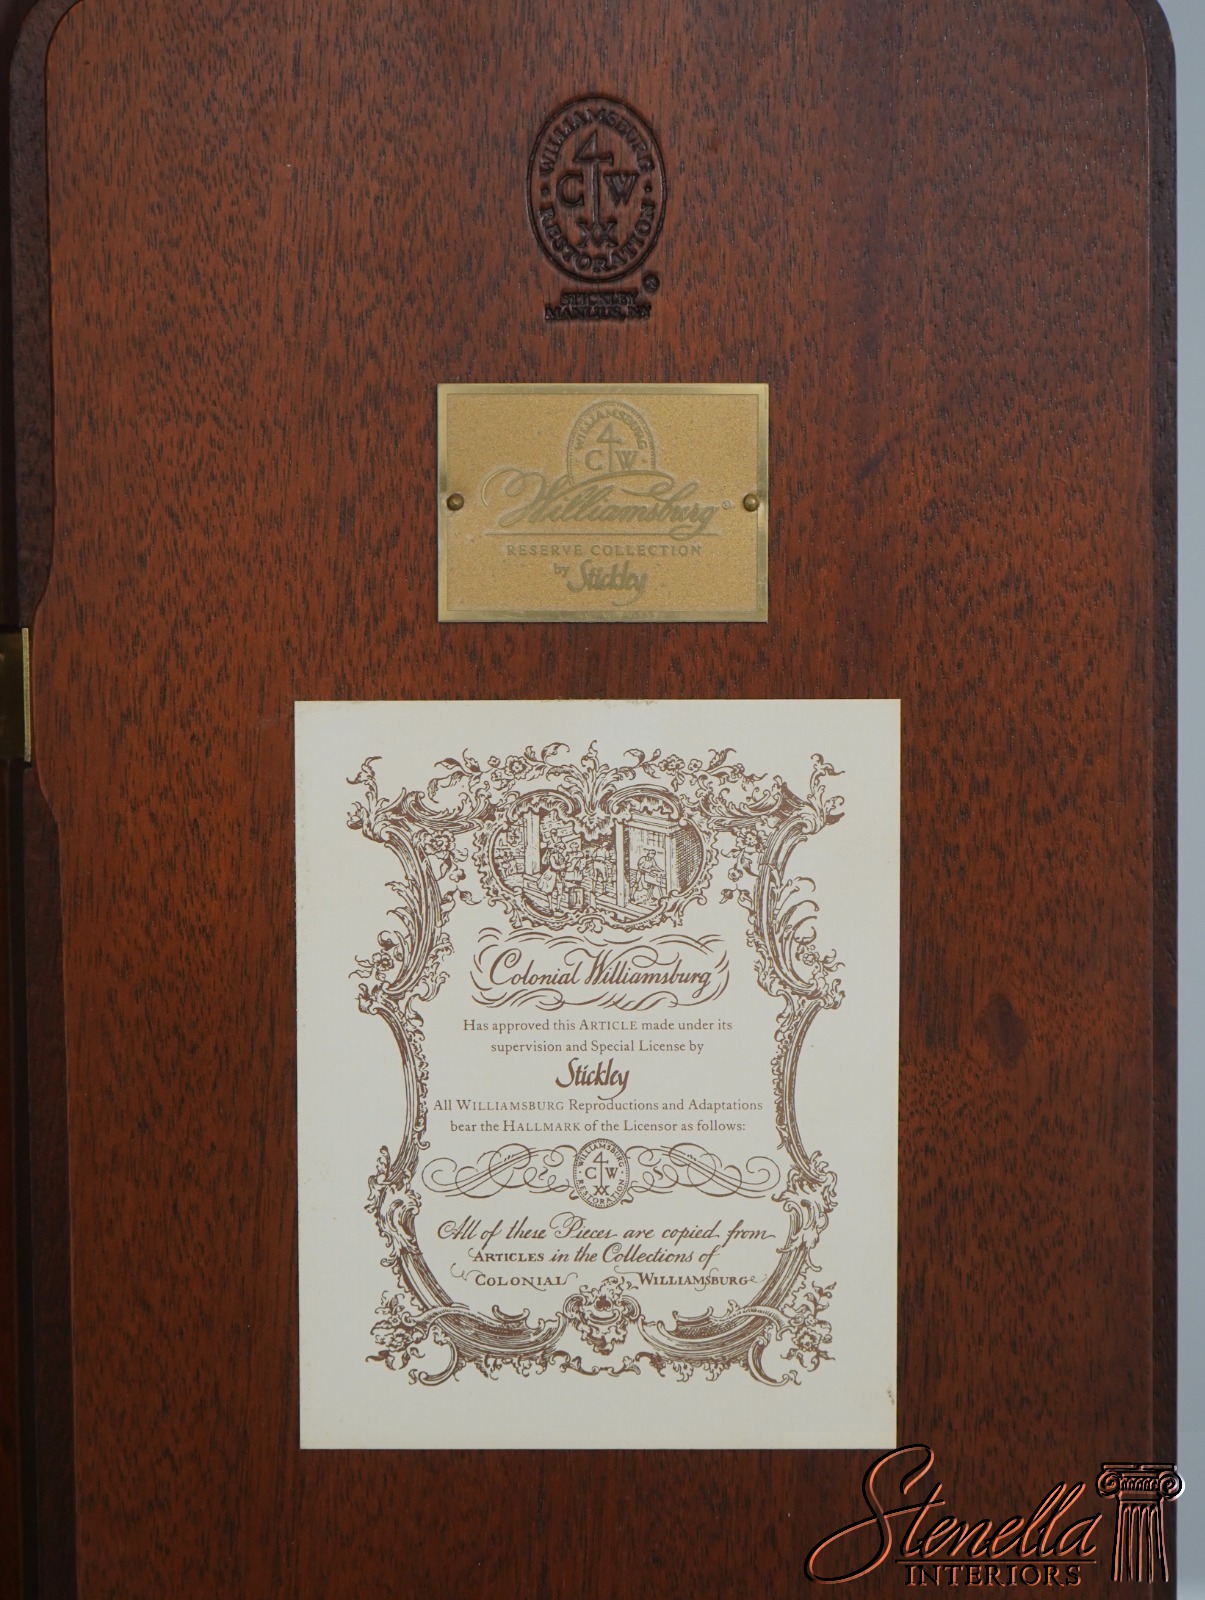 WILLIAMSBURG
C W
RESTORATION
®
STICKLEY
MANLIUS, NY
WILLIAMSBURG
C W
Williamsburg®
RESERVE COLLECTION
by Stickley
Colonial Williamsburg
Has approved this ARTICLE made under its
supervision and Special License by
Stickley
All WILLIAMSBURG Reproductions and Adaptations
bear the HALLMARK of the Licensor as follows:
WILLIAMSBURG
C W
RESTORATION
All of these Pieces are copied from
ARTICLES in the Collections of
COLONIAL WILLIAMSBURG
Stenella
INTERIORS